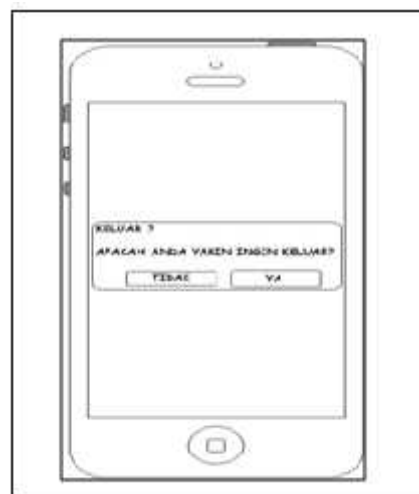 KELUAR ?
APAKAH ANDA YAKIN INGIN KELUAR?
TIDAK
YA